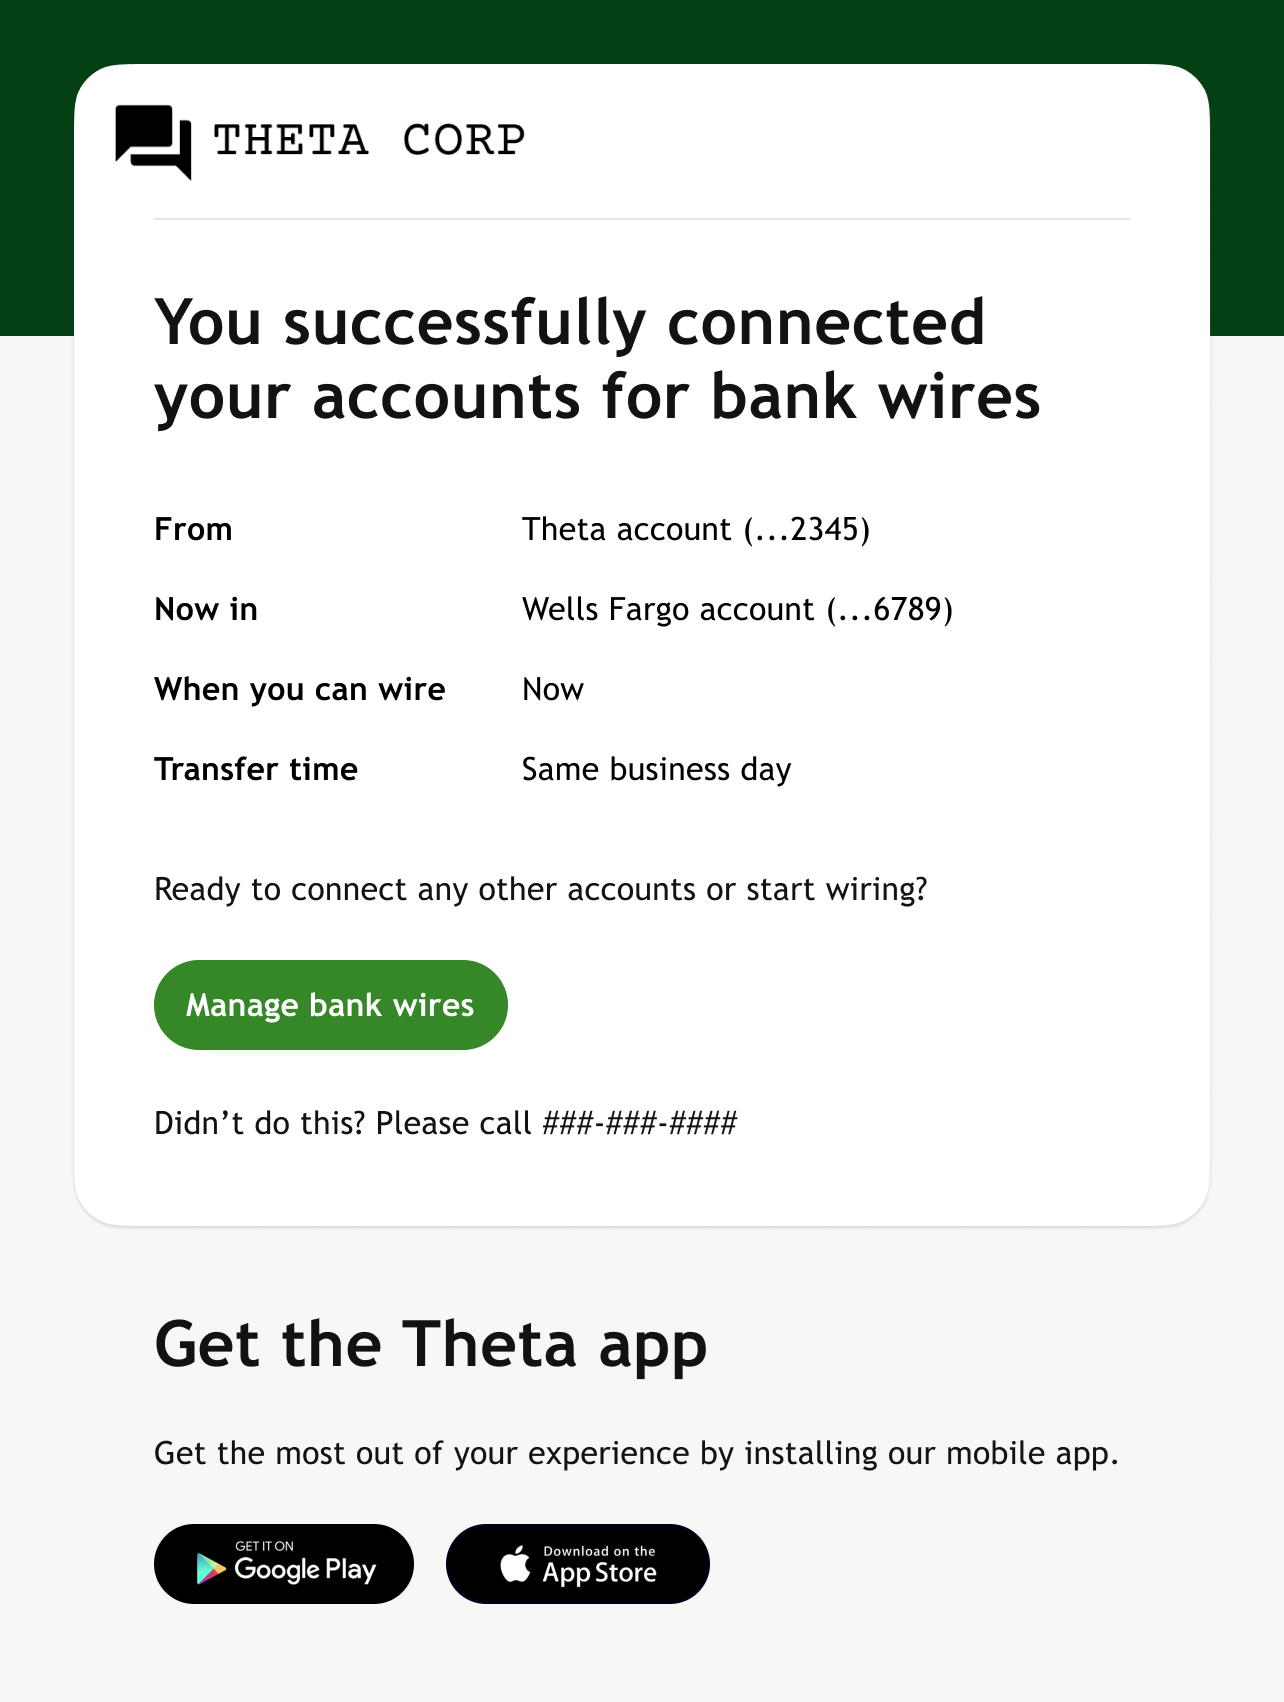 THETA CORP
You successfully connected
your accounts for bank wires
From Theta account (...2345)
Now in Wells Fargo account (...6789)
When you can wire Now
Transfer time Same business day
Ready to connect any other accounts or start wiring?
Manage bank wires
Didn’t do this? Please call ###-###-####
Get the Theta app
Get the most out of your experience by installing our mobile app.
GET IT ON
Google Play
Download on the
App Store